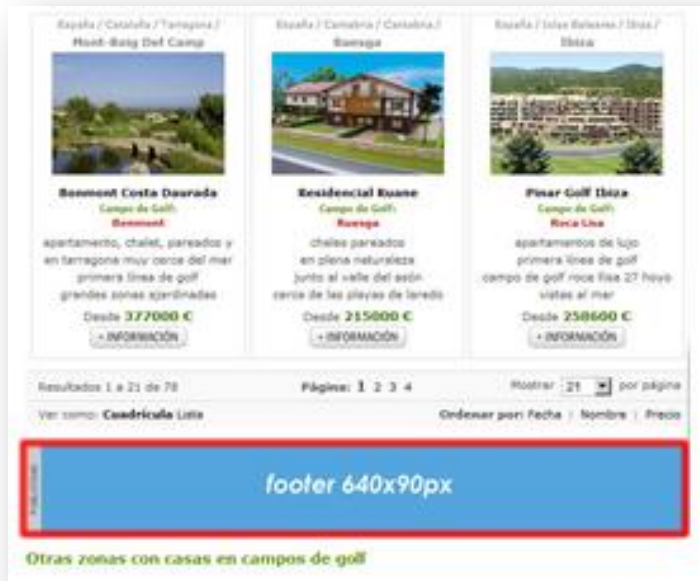 España / Cataluña / Tarragona /
Mont-Roig Del Camp
Bonmont Costa Daurada
Campo de Golf:
Bonmont
apartamento, chalet, pareados y
en tarragona muy cerca del mar
primera línea de golf
grandes zonas ajardinadas
Desde 377000 €
+ INFORMACIÓN
España / Cantabria / Cantabria /
Ruesga
Residencial Ruane
Campo de Golf:
Ruesga
chales pareados
en plena naturaleza
junto al valle del asón
cerca de las playas de laredo
Desde 215000 €
+ INFORMACIÓN
España / Islas Baleares / Ibiza /
Ibiza
Pinar Golf Ibiza
Campo de Golf:
Roca Lisa
apartamentos de lujo
primera línea de golf
campo de golf roca llisa 27 hoyo
vistas al mar
Desde 258600 €
+ INFORMACIÓN
Resultados 1 a 21 de 78 Página: 1 2 3 4 Mostrar 21 por página
Ver como: Cuadrícula Lista Ordenar por: Fecha | Nombre | Precio
PUBLICIDAD
footer 640x90px
Otras zonas con casas en campos de golf